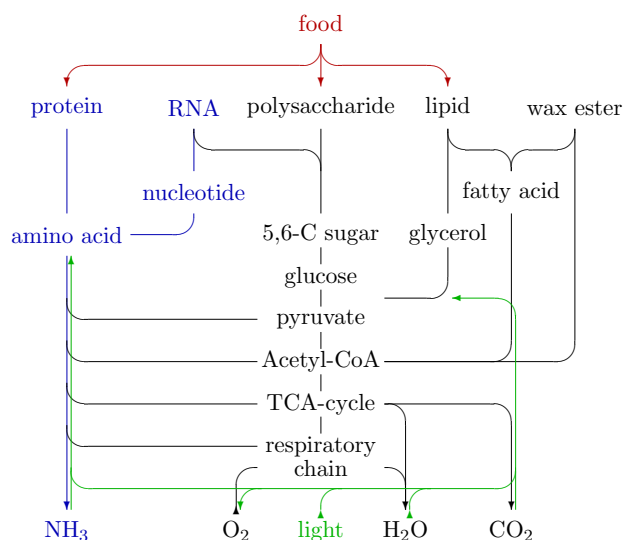 food
protein RNA polysaccharide lipid wax ester
nucleotide fatty acid
amino acid 5,6-C sugar glycerol
glucose
pyruvate
Acetyl-CoA
TCA-cycle
respiratory
chain
NH₃ O₂ light H₂O CO₂